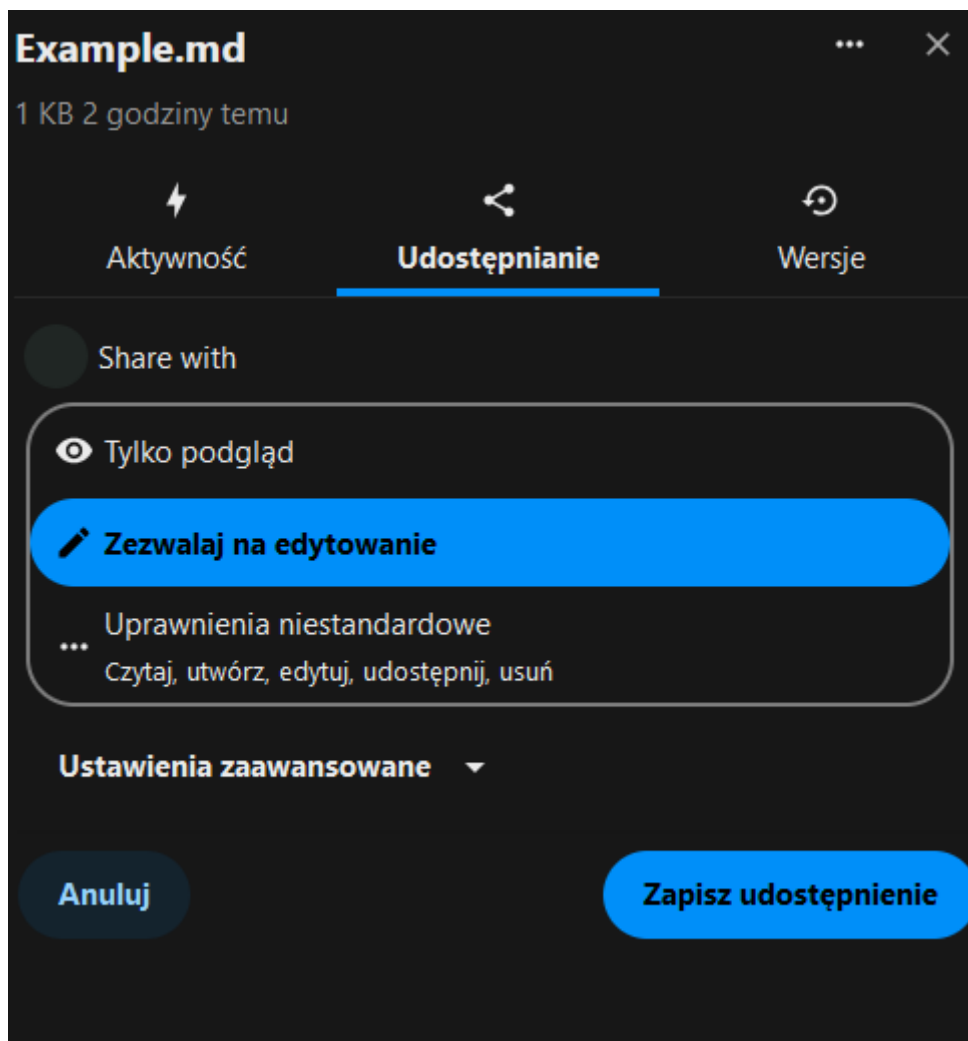 Example.md
1 KB 2 godziny temu
Aktywność Udostępnianie Wersje
Share with
Tylko podgląd
Zezwalaj na edytowanie
Uprawnienia niestandardowe
Czytaj, utwórz, edytuj, udostępnij, usuń
Ustawienia zaawansowane
Anuluj Zapisz udostępnienie